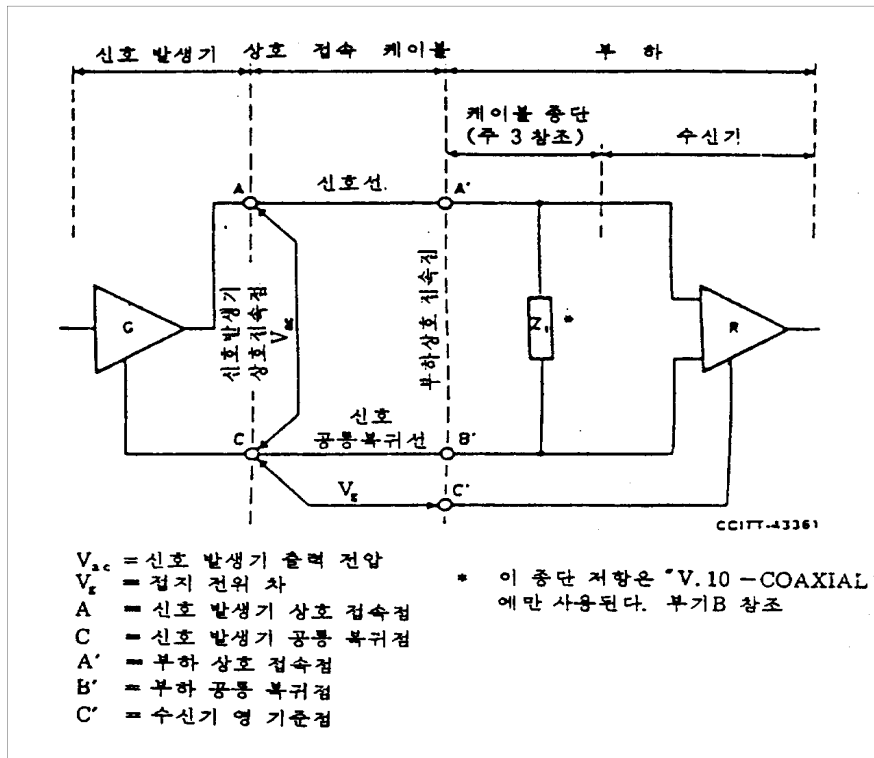 신호 발생기 상호 접속 케이블 부 하
케이블 종단
(주 3 참조)
수신기
A
신호선.
A′
G
신호발생기
상호접속점
Vac
부하상호 접속점
Z₁
*
R
신호
공통복귀선
C
B′
Vg
C′
CCITT-43361
Vac = 신호 발생기 출력 전압
Vg = 접지 전위 차
A = 신호 발생기 상호 접속점
C = 신호 발생기 공통 복귀점
A′ = 부하 상호 접속점
B′ = 부하 공통 복귀점
C′ = 수신기 영 기준점
* 이 종단 저항은 "V.10 -COAXIAL
에만 사용된다. 부기B 참조